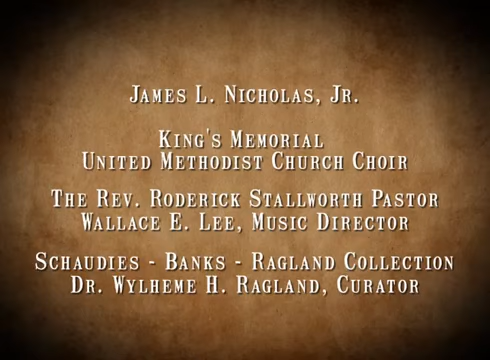 James L. Nicholas, Jr.
King's Memorial
United Methodist Church Choir
The Rev. Roderick Stallworth Pastor
Wallace E. Lee, Music Director
Schaudies - Banks - Ragland Collection
Dr. Wylheme H. Ragland, Curator